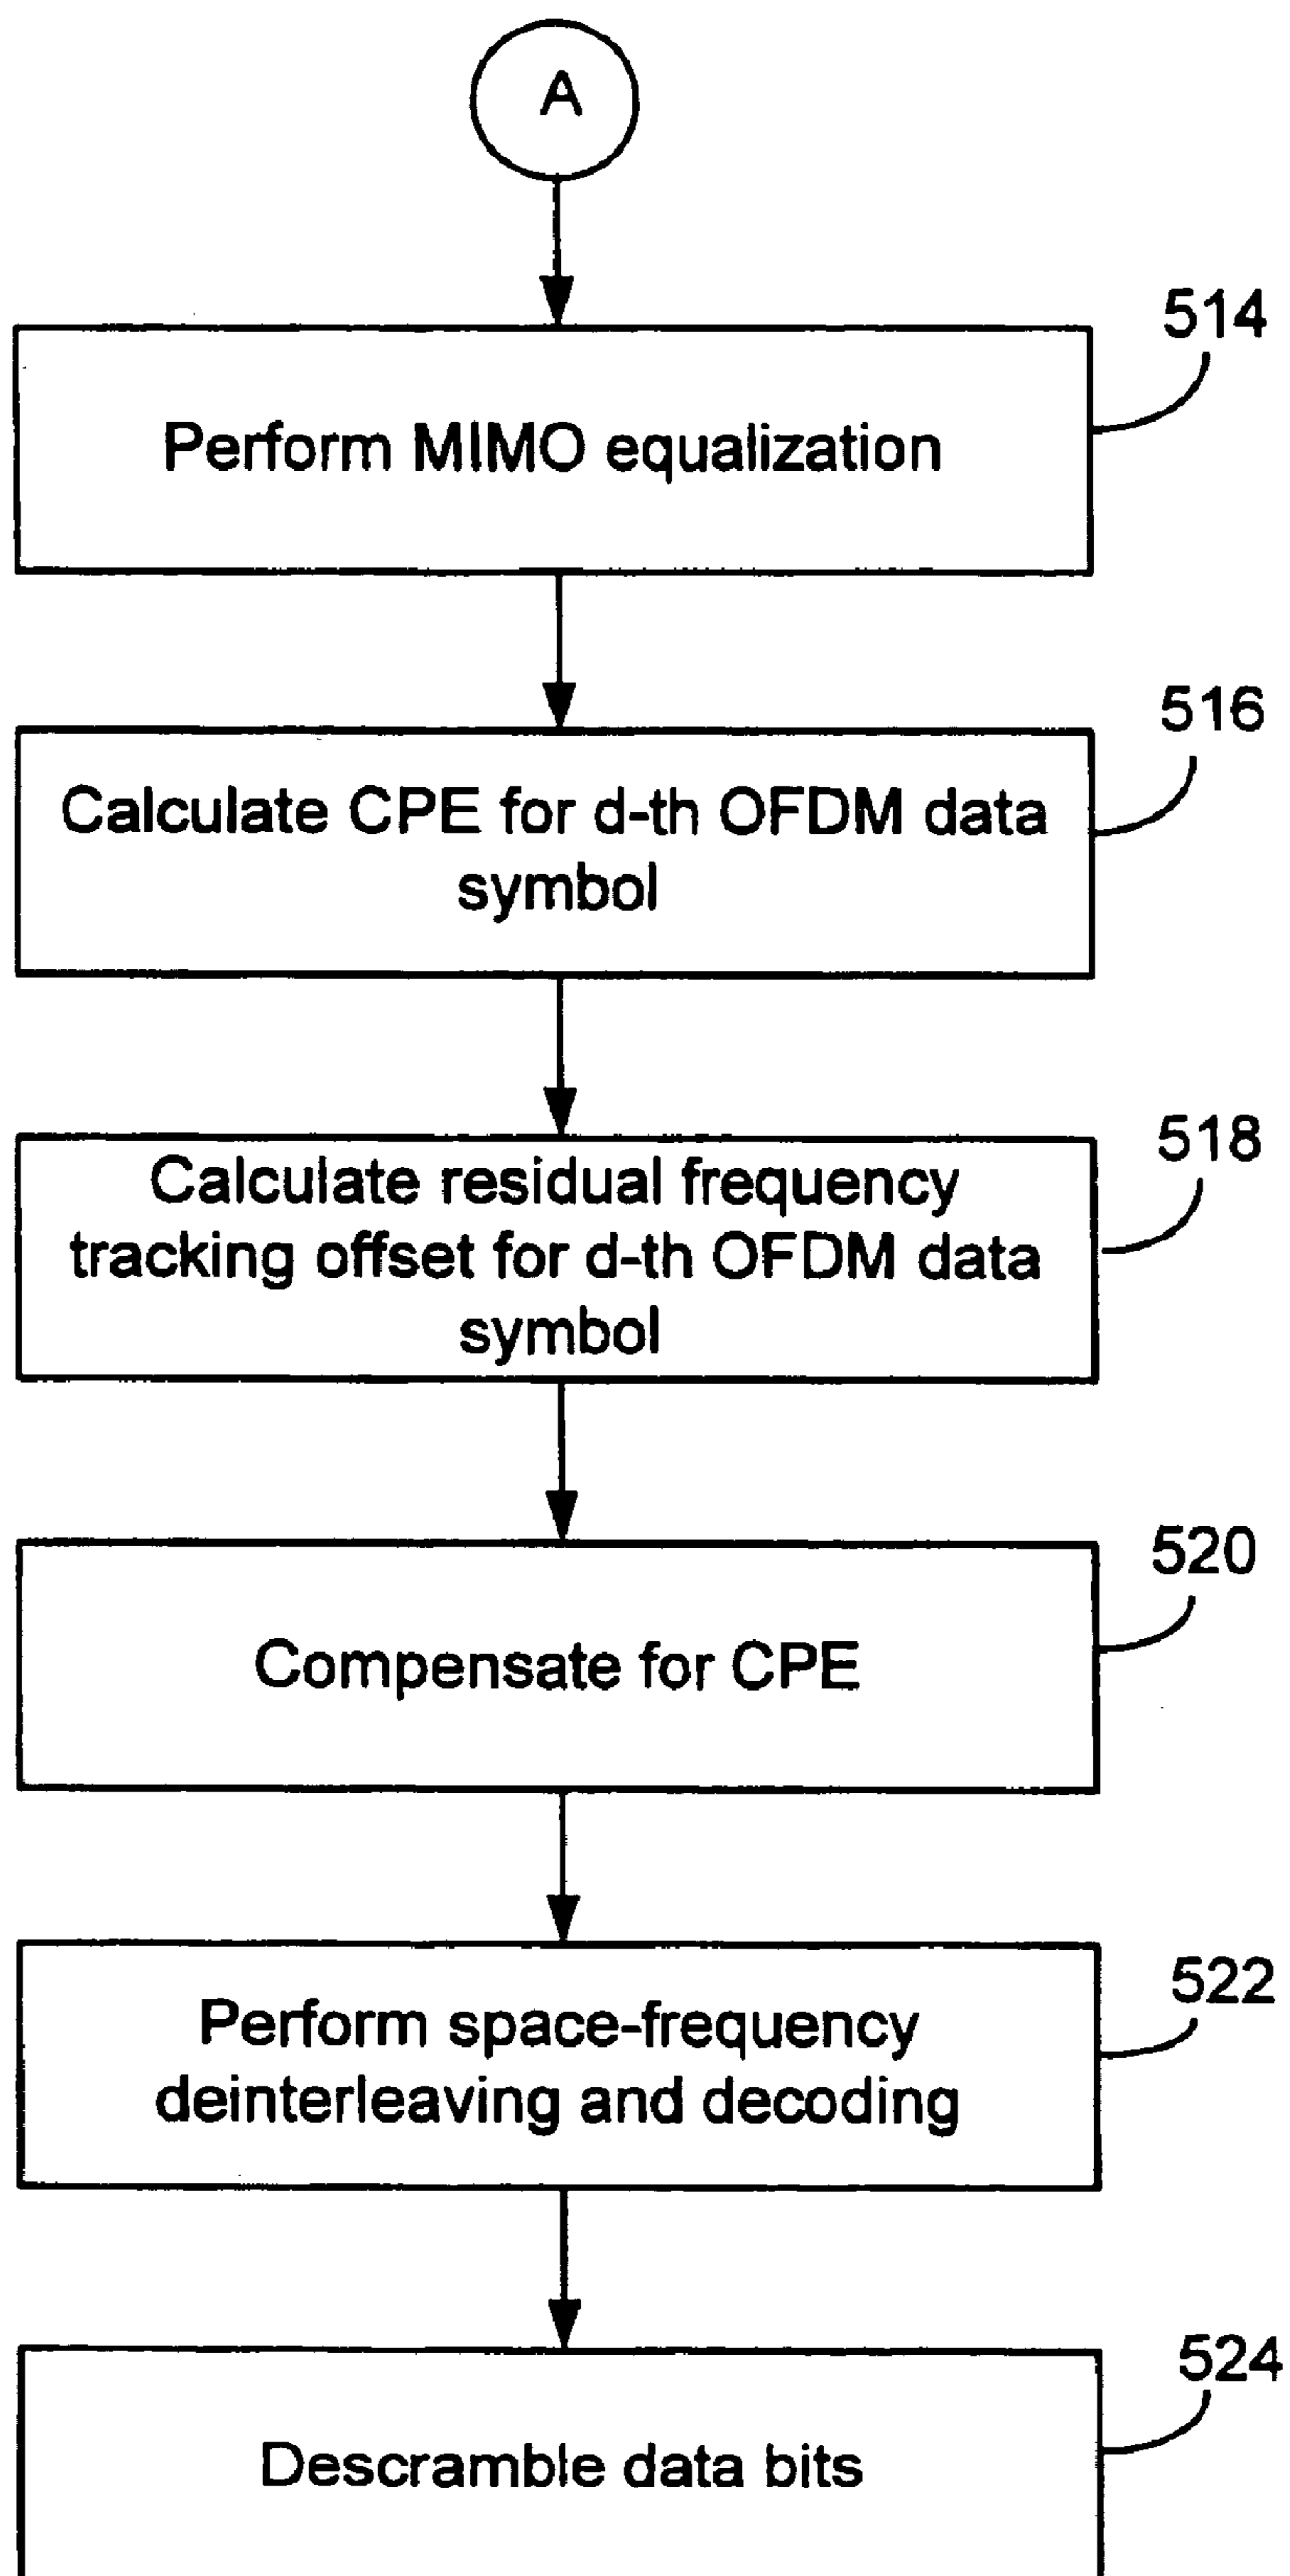 A
514
Perform MIMO equalization
516
Calculate CPE for d-th OFDM data
symbol
518
Calculate residual frequency
tracking offset for d-th OFDM data
symbol
520
Compensate for CPE
522
Perform space-frequency
deinterleaving and decoding
524
Descramble data bits